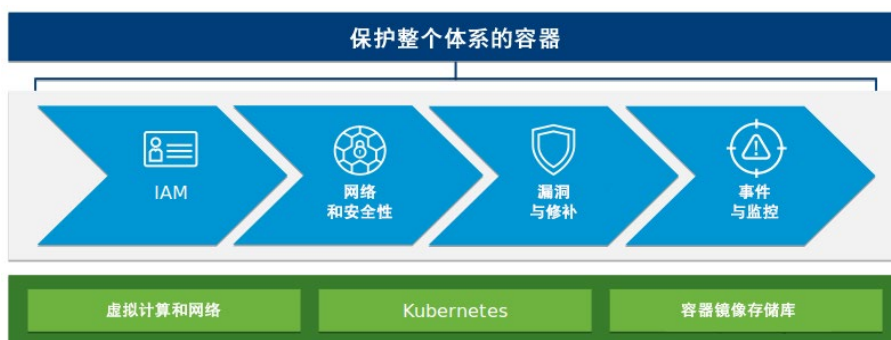 保护整个体系的容器
IAM
网络
和安全性
漏洞
与修补
事件
与监控
虚拟计算和网络
Kubernetes
容器镜像存储库